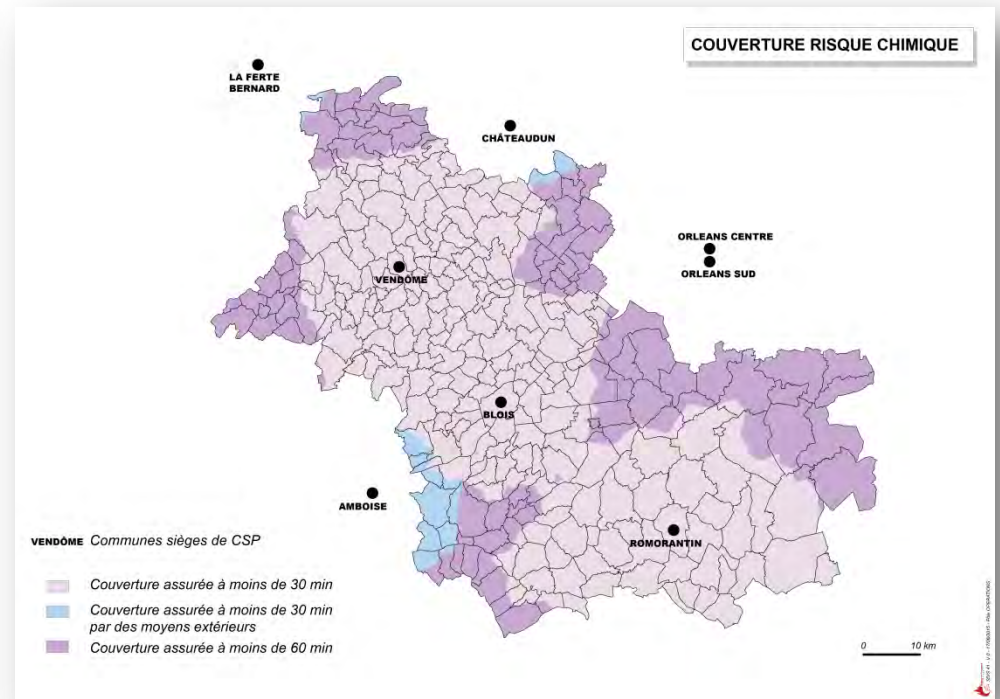 COUVERTURE RISQUE CHIMIQUE
LA FERTE
BERNARD
CHÂTEAUDUN
ORLEANS CENTRE
ORLEANS SUD
VENDÔME
BLOIS
AMBOISE
ROMORANTIN
VENDÔME Communes sièges de CSP
Couverture assurée à moins de 30 min
Couverture assurée à moins de 30 min
par des moyens extérieurs
Couverture assurée à moins de 60 min
0 10 km